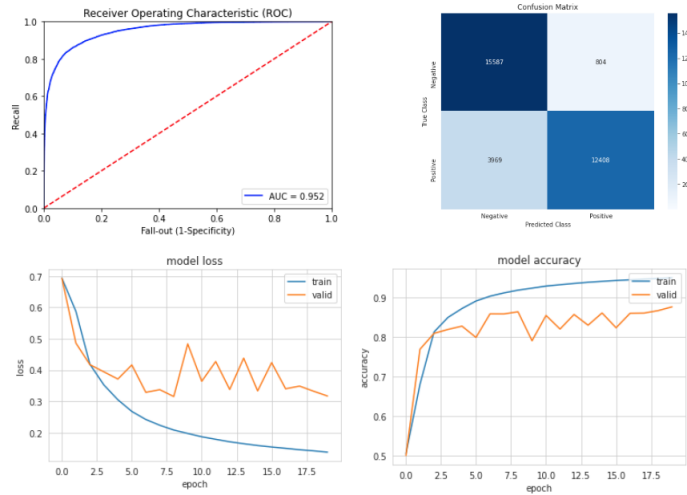 Receiver Operating Characteristic (ROC)
1.0
0.8
0.6
0.4
0.2
0.0
Recall
0.0
0.2
0.4
0.6
0.8
1.0
Fall-out (1-Specificity)
AUC = 0.952
Confusion Matrix
True Class
Negative
Positive
15587
804
3969
12408
Negative
Positive
Predicted Class
model loss
0.7
0.6
0.5
0.4
0.3
0.2
loss
0.0
2.5
5.0
7.5
10.0
12.5
15.0
17.5
epoch
train
valid
model accuracy
0.9
0.8
0.7
0.6
0.5
accuracy
0.0
2.5
5.0
7.5
10.0
12.5
15.0
17.5
epoch
train
valid